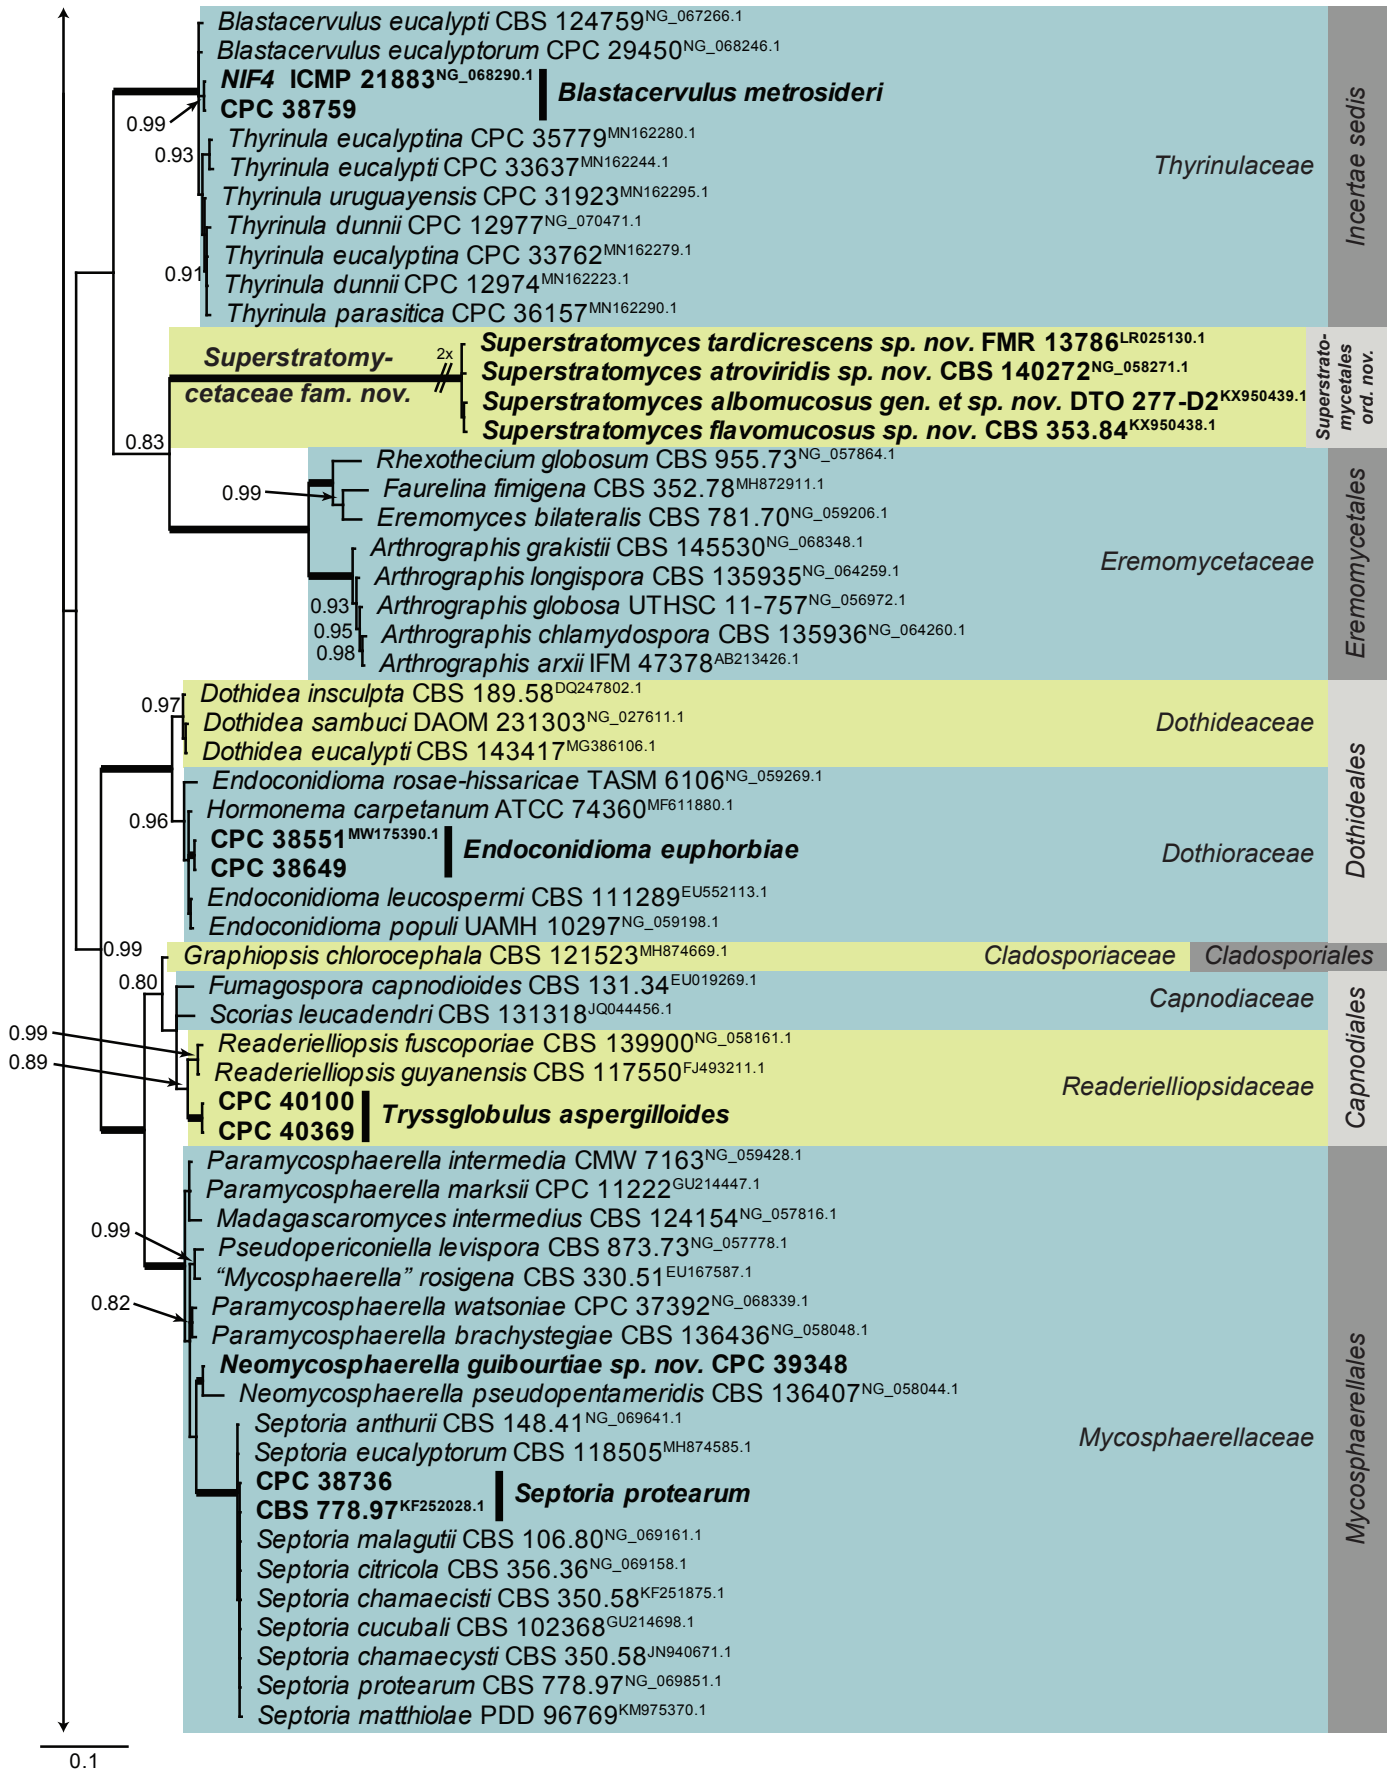 Blastacervulus eucalypti CBS 124759NG_067266.1
Blastacervulus eucalyptorum CPC 29450NG_068246.1
NIF4 ICMP 21883NG_068290.1
CPC 38759
Blastacervulus metrosideri
0.99
Thyrinula eucalyptina CPC 35779MN162280.1
0.93
Thyrinula eucalypti CPC 33637MN162244.1
Thyrinulaceae
Incertae sedis
Thyrinula uruguayensis CPC 31923MN162295.1
Thyrinula dunnii CPC 12977NG_070471.1
Thyrinula eucalyptina CPC 33762MN162279.1
0.91
Thyrinula dunnii CPC 12974MN162223.1
Thyrinula parasitica CPC 36157MN162290.1
Superstratomy-
cetaceae fam. nov.
2x
Superstratomyces tardicrescens sp. nov. FMR 13786LR025130.1
Superstratomyces atroviridis sp. nov. CBS 140272NG_058271.1
Superstratomyces albomucosus gen. et sp. nov. DTO 277-D2KX950439.1
Superstratomyces flavomucosus sp. nov. CBS 353.84KX950438.1
Superstrato-
mycetales
ord. nov.
0.83
Rhexothecium globosum CBS 955.73NG_057864.1
0.99
Faurelina fimigena CBS 352.78MH872911.1
Eremomyces bilateralis CBS 781.70NG_059206.1
Arthrographis grakistii CBS 145530NG_068348.1
Eremomycetaceae
Eremomycetales
Arthrographis longispora CBS 135935NG_064259.1
0.93
Arthrographis globosa UTHSC 11-757NG_056972.1
0.95
Arthrographis chlamydospora CBS 135936NG_064260.1
0.98
Arthrographis arxii IFM 47378AB213426.1
Dothidea insculpta CBS 189.58DQ247802.1
0.97
Dothidea sambuci DAOM 231303NG_027611.1
Dothideaceae
Dothidea eucalypti CBS 143417MG386106.1
Endoconidioma rosae-hissaricae TASM 6106NG_059269.1
Hormonema carpetanum ATCC 74360MF611880.1
0.96
CPC 38551MW175390.1
CPC 38649
Endoconidioma euphorbiae
Dothioraceae
Dothideales
Endoconidioma leucospermi CBS 111289EU552113.1
Endoconidioma populi UAMH 10297NG_059198.1
0.99
Graphiopsis chlorocephala CBS 121523MH874669.1
Cladosporiaceae
Cladosporiales
0.80
Fumagospora capnodioides CBS 131.34EU019269.1
Capnodiaceae
Scorias leucadendri CBS 131318JQ044456.1
0.99
Readerielliopsis fuscoporiae CBS 139900NG_058161.1
0.89
Readerielliopsis guyanensis CBS 117550FJ493211.1
Readerielliopsidaceae
Capnodiales
CPC 40100
CPC 40369
Tryssglobulus aspergilloides
Paramycosphaerella intermedia CMW 7163NG_059428.1
Paramycosphaerella marksii CPC 11222GU214447.1
Madagascaromyces intermedius CBS 124154NG_057816.1
0.99
Pseudopericoniella levispora CBS 873.73NG_057778.1
“Mycosphaerella” rosigena CBS 330.51EU167587.1
0.82
Paramycosphaerella watsoniae CPC 37392NG_068339.1
Paramycosphaerella brachystegiae CBS 136436NG_058048.1
Neomycosphaerella guibourtiae sp. nov. CPC 39348
Neomycosphaerella pseudopentameridis CBS 136407NG_058044.1
Septoria anthurii CBS 148.41NG_069641.1
Mycosphaerellaceae
Mycosphaerellales
Septoria eucalyptorum CBS 118505MH874585.1
CPC 38736
CBS 778.97KF252028.1
Septoria protearum
Septoria malagutii CBS 106.80NG_069161.1
Septoria citricola CBS 356.36NG_069158.1
Septoria chamaecisti CBS 350.58KF251875.1
Septoria cucubali CBS 102368GU214698.1
Septoria chamaecysti CBS 350.58JN940671.1
Septoria protearum CBS 778.97NG_069851.1
Septoria matthiolae PDD 96769KM975370.1
0.1